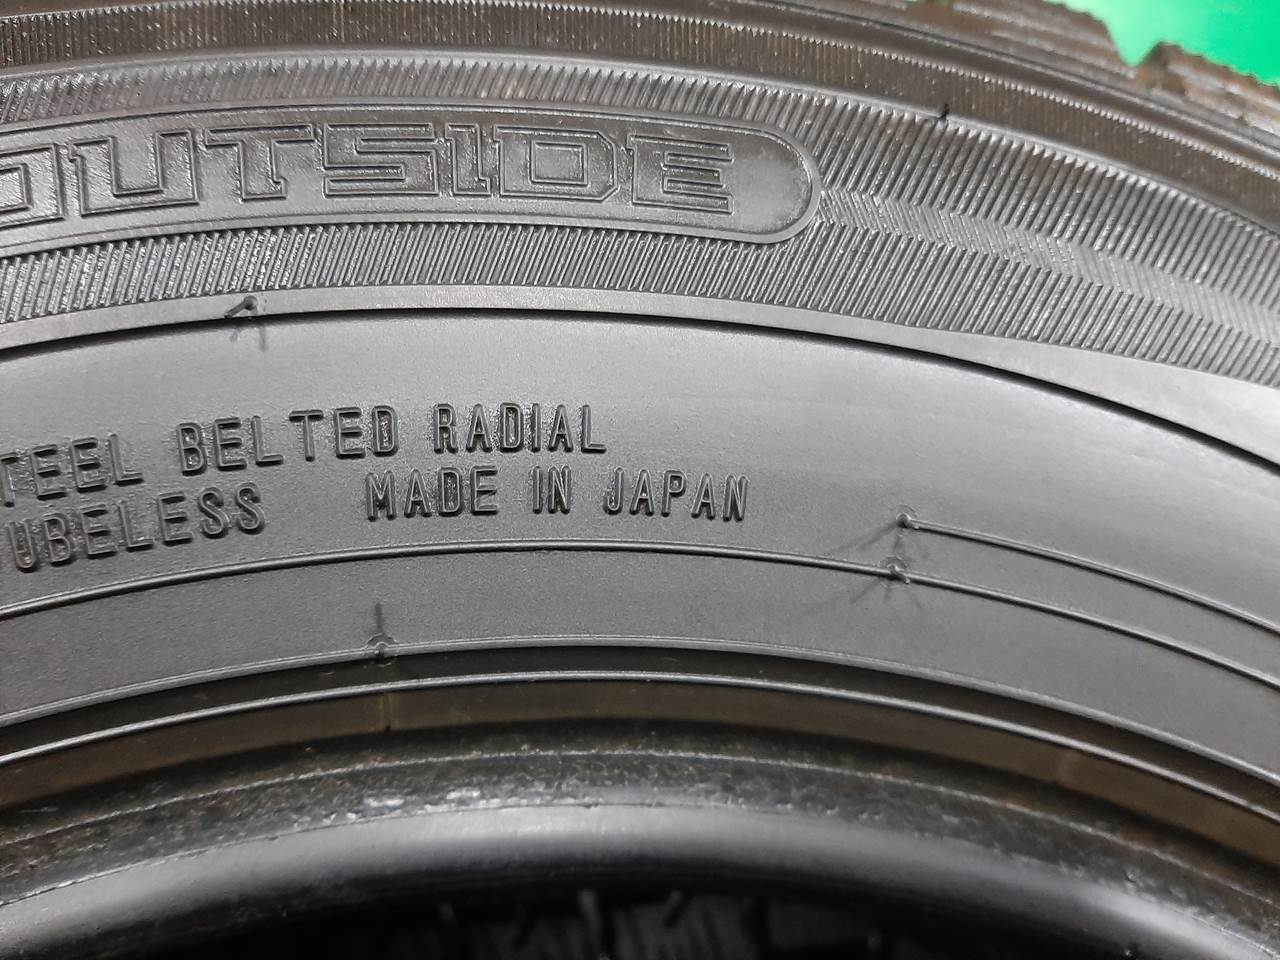 OUTSIDE
TEEL BELTED RADIAL
UBELESS MADE IN JAPAN